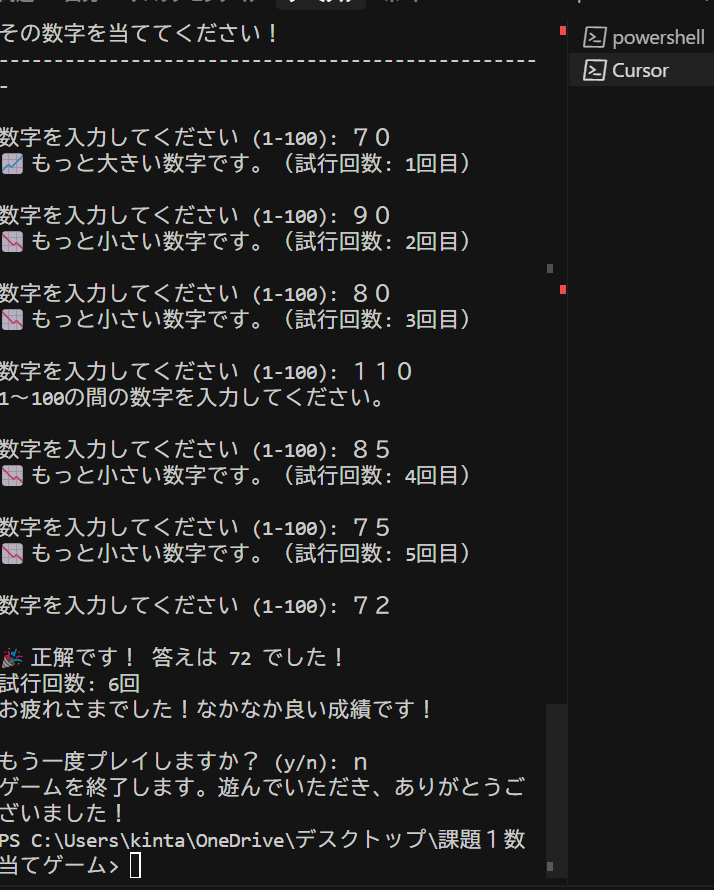 その数字を当ててください！
-------------------------------------------------
-
数字を入力してください (1-100): ７０
📈 もっと大きい数字です。（試行回数: 1回目）
数字を入力してください (1-100): ９０
📉 もっと小さい数字です。（試行回数: 2回目）
数字を入力してください (1-100): ８０
📉 もっと小さい数字です。（試行回数: 3回目）
数字を入力してください (1-100): １１０
1～100の間の数字を入力してください。
数字を入力してください (1-100): ８５
📉 もっと小さい数字です。（試行回数: 4回目）
数字を入力してください (1-100): ７５
📉 もっと小さい数字です。（試行回数: 5回目）
数字を入力してください (1-100): ７２
🎉 正解です！ 答えは 72 でした！
試行回数: 6回
お疲れさまでした！なかなか良い成績です！
もう一度プレイしますか？ (y/n): ｎ
ゲームを終了します。遊んでいただき、ありがとうご
ざいました！
PS C:\Users\kinta\OneDrive\デスクトップ\課題１数
当てゲーム>
powershell
Cursor